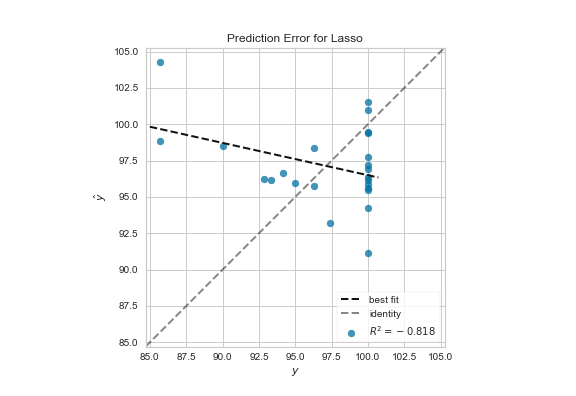 Prediction Error for Lasso
105.0
102.5
100.0
97.5
95.0
92.5
90.0
87.5
85.0
ŷ
best fit
identity
R² = −0.818
85.0 87.5 90.0 92.5 95.0 97.5 100.0 102.5 105.0
y